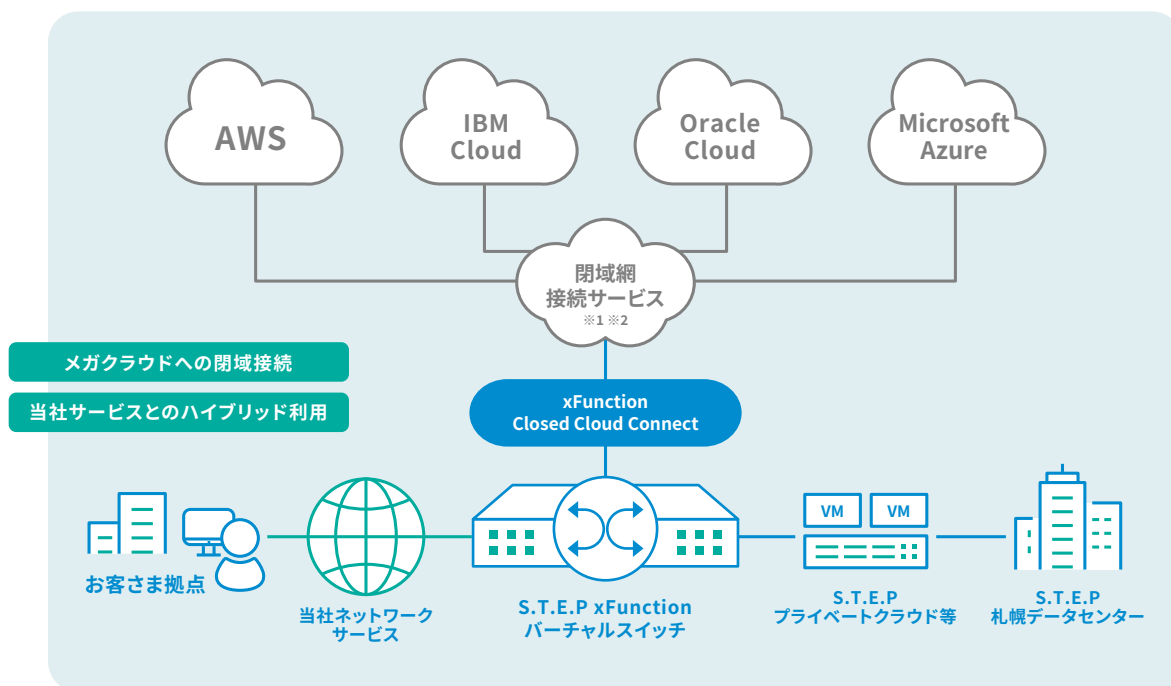 AWS
IBM
Cloud
Oracle
Cloud
Microsoft
Azure
閉域網
接続サービス
※1 ※2
メガクラウドへの閉域接続
当社サービスとのハイブリッド利用
xFunction
Closed Cloud Connect
お客さま拠点
当社ネットワーク
サービス
S.T.E.P xFunction
バーチャルスイッチ
VM
VM
S.T.E.P
プライベートクラウド等
S.T.E.P
札幌データセンター